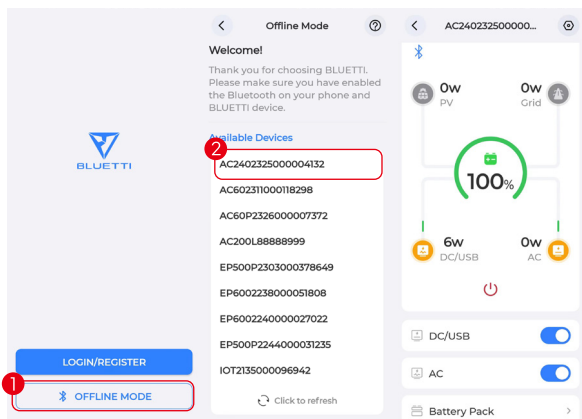 BLUETTI
LOGIN/REGISTER
1
OFFLINE MODE
Offline Mode
Welcome!
Thank you for choosing BLUETTI.
Please make sure you have enabled
the Bluetooth on your phone and
BLUETTI device.
Available Devices
2
AC2402325000004132
AC602311000118298
AC60P2326000007372
AC200L88888999
EP500P2303000378649
EP6002238000051808
EP6002240000027022
EP500P2244000031235
IOT2135000096942
Click to refresh
AC240232500000...
0w
PV
0w
Grid
100%
6w
DC/USB
0w
AC
DC/USB
AC
Battery Pack